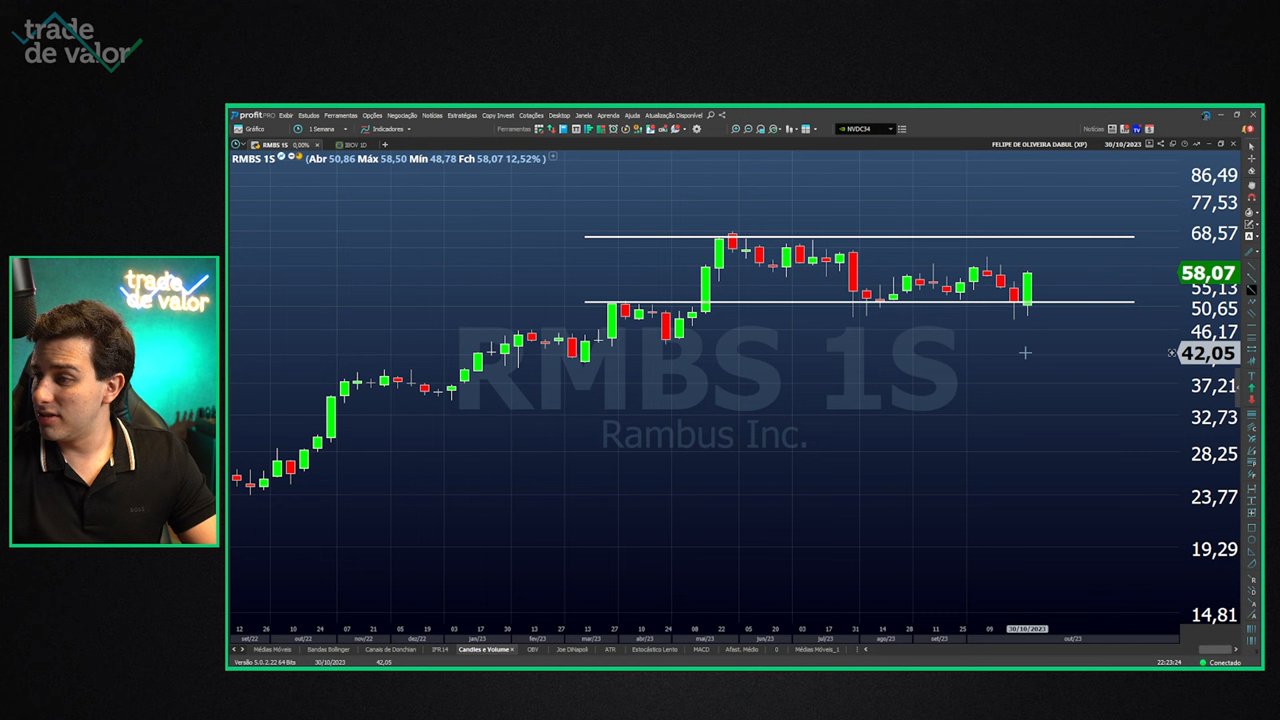 trade
de valor
profitPRO Exibir Estudos Ferramentas Opções Negociação Notícias Estratégias Copy Invest Cotações Desktop Janela Aprenda Ajuda Atualização Disponível
Gráfico 1 Semana Indicadores Ferramentas NVDC34 Notícias
RMBS 1S 0,00% × IBOV 1D + FELIPE DE OLIVEIRA DABUL (XP) 30/10/2023
RMBS 1S (Abr 50,86 Máx 58,50 Mín 48,78 Fch 58,07 12,52% )
86,49
77,53
68,57
58,07
55,13
50,65
46,17
42,05
37,21
32,73
28,25
23,77
19,29
14,81
trade
de valor
RMBS 1S
Rambus Inc.
12 26 10 24 07 21 05 19 03 17 30 13 27 13 27 10 24 08 22 05 19 03 17 31 14 28 11 25 09 30/10/2023
set/22 out/22 nov/22 dez/22 jan/23 fev/23 mar/23 abr/23 mai/23 jun/23 jul/23 ago/23 set/23 out/23
Médias Móveis Bandas Bollinger Canais de Donchian IFR14 Candles e Volume × OBV Joe DiNapoli ATR Estocástico Lento MACD Afast. Médio 0 Médias Móveis_1
Versão 5.0.2.22 64 Bits 30/10/2023 42,05 22:23:24 Conectado